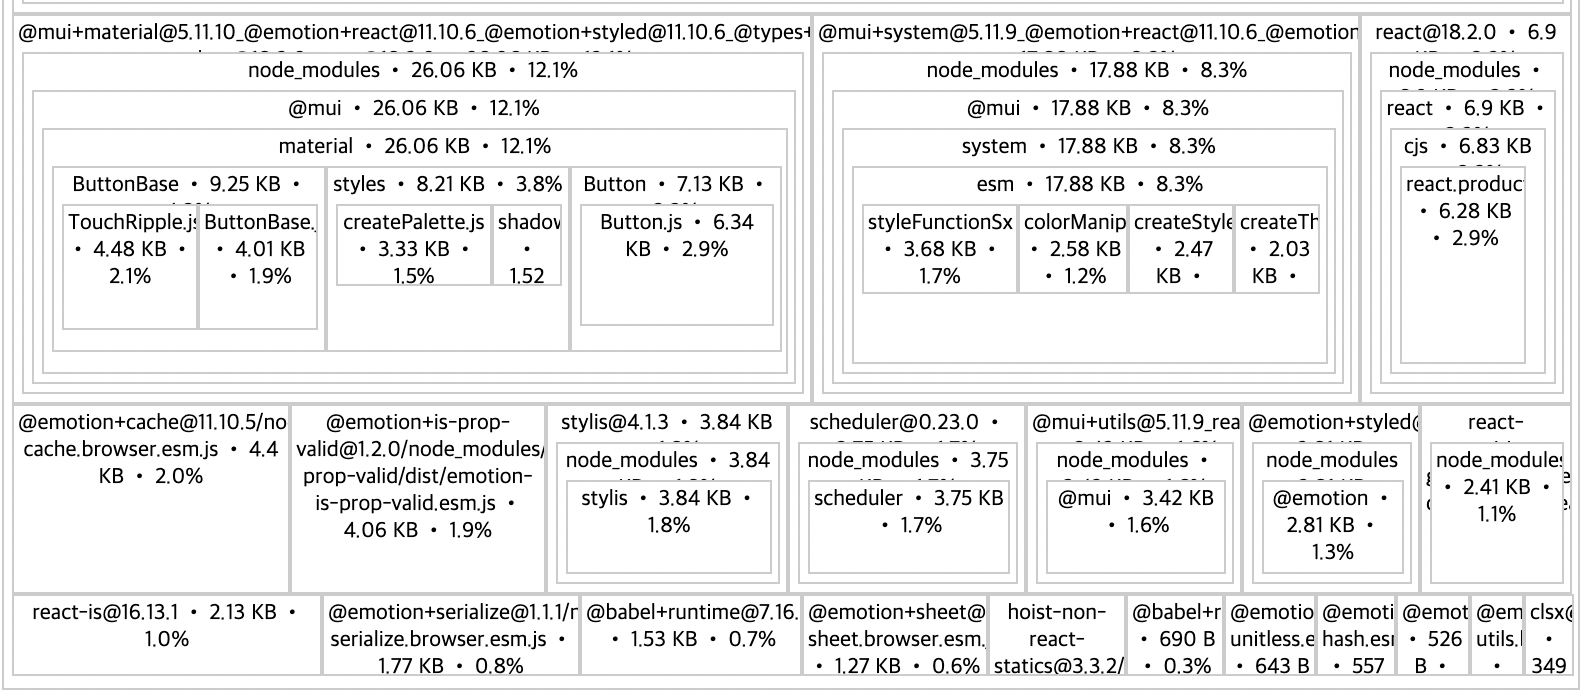 @mui+material@5.11.10_@emotion+react@11.10.6_@emotion+styled@11.10.6_@types+
node_modules • 26.06 KB • 12.1%
@mui • 26.06 KB • 12.1%
material • 26.06 KB • 12.1%
ButtonBase • 9.25 KB •
TouchRipple.js
• 4.48 KB •
2.1%
ButtonBase.
• 4.01 KB
• 1.9%
styles • 8.21 KB • 3.8%
createPalette.js
• 3.33 KB •
1.5%
shadow
•
1.52
Button • 7.13 KB •
Button.js • 6.34
KB • 2.9%
@mui+system@5.11.9_@emotion+react@11.10.6_@emotion
node_modules • 17.88 KB • 8.3%
@mui • 17.88 KB • 8.3%
system • 17.88 KB • 8.3%
esm • 17.88 KB • 8.3%
styleFunctionSx
• 3.68 KB •
1.7%
colorManip
• 2.58 KB
• 1.2%
createStyle
• 2.47
KB •
createTh
• 2.03
KB •
react@18.2.0 • 6.9
node_modules •
react • 6.9 KB •
cjs • 6.83 KB
react.produc
• 6.28 KB
• 2.9%
@emotion+cache@11.10.5/no
cache.browser.esm.js • 4.4
KB • 2.0%
@emotion+is-prop-
valid@1.2.0/node_modules/
prop-valid/dist/emotion-
is-prop-valid.esm.js •
4.06 KB • 1.9%
stylis@4.1.3 • 3.84 KB
node_modules • 3.84
stylis • 3.84 KB •
1.8%
scheduler@0.23.0 •
node_modules • 3.75
scheduler • 3.75 KB
• 1.7%
@mui+utils@5.11.9_rea
node_modules •
@mui • 3.42 KB
• 1.6%
@emotion+styled@
node_modules
@emotion •
2.81 KB •
1.3%
react-
node_modules
• 2.41 KB •
1.1%
react-is@16.13.1 • 2.13 KB •
1.0%
@emotion+serialize@1.1.1/n
serialize.browser.esm.js •
1.77 KB • 0.8%
@babel+runtime@7.16.
• 1.53 KB • 0.7%
@emotion+sheet@
sheet.browser.esm.
• 1.27 KB • 0.6%
hoist-non-
react-
statics@3.3.2/
@babel+r
• 690 B
• 0.3%
@emotio
unitless.e
• 643 B
@emoti
hash.esr
• 557
@emot
• 526
B •
@em
utils.
•
clsx@
•
349